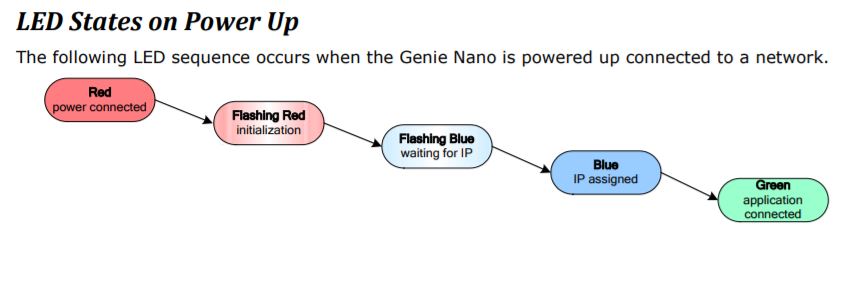 LED States on Power Up
The following LED sequence occurs when the Genie Nano is powered up connected to a network.
Red
power connected
Flashing Red
initialization
Flashing Blue
waiting for IP
Blue
IP assigned
Green
application
connected